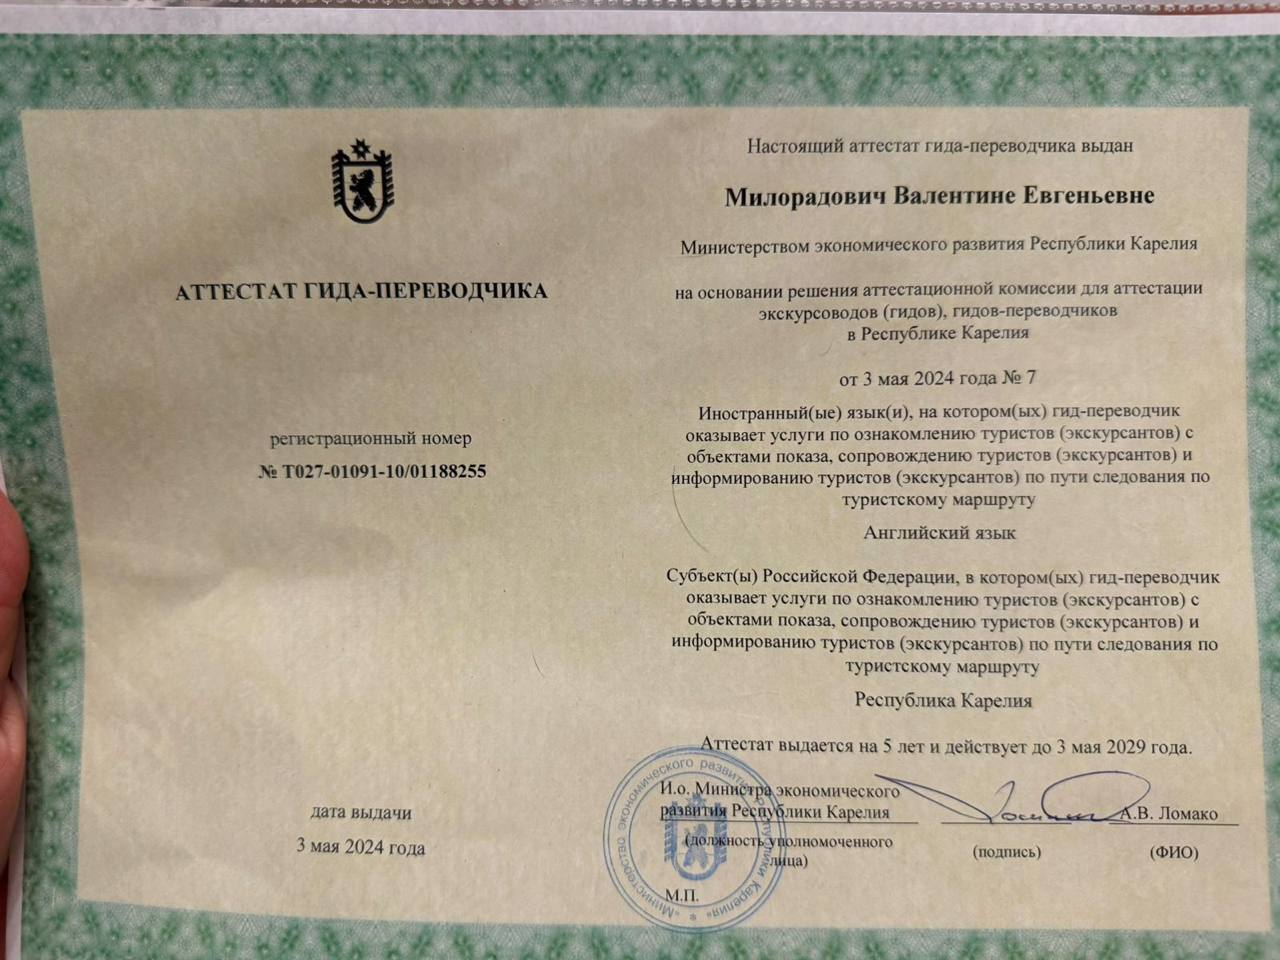 АТТЕСТАТ ГИДА-ПЕРЕВОДЧИКА
регистрационный номер
№ Т027-01091-10/01188255
дата выдачи
3 мая 2024 года
Настоящий аттестат гида-переводчика выдан
Милорадович Валентине Евгеньевне
Министерством экономического развития Республики Карелия
на основании решения аттестационной комиссии для аттестации
экскурсоводов (гидов), гидов-переводчиков
в Республике Карелия
от 3 мая 2024 года № 7
Иностранный(ые) язык(и), на котором(ых) гид-переводчик
оказывает услуги по ознакомлению туристов (экскурсантов) с
объектами показа, сопровождению туристов (экскурсантов) и
информированию туристов (экскурсантов) по пути следования по
туристскому маршруту
Английский язык
Субъект(ы) Российской Федерации, в котором(ых) гид-переводчик
оказывает услуги по ознакомлению туристов (экскурсантов) с
объектами показа, сопровождению туристов (экскурсантов) и
информированию туристов (экскурсантов) по пути следования по
туристскому маршруту
Республика Карелия
Аттестат выдается на 5 лет и действует до 3 мая 2029 года.
И.о. Министра экономического
развития Республики Карелия
А.В. Ломако
(должность уполномоченного
лица)
(подпись)
(ФИО)
М.П.
«Министерство экономического развития Республики Карелия»